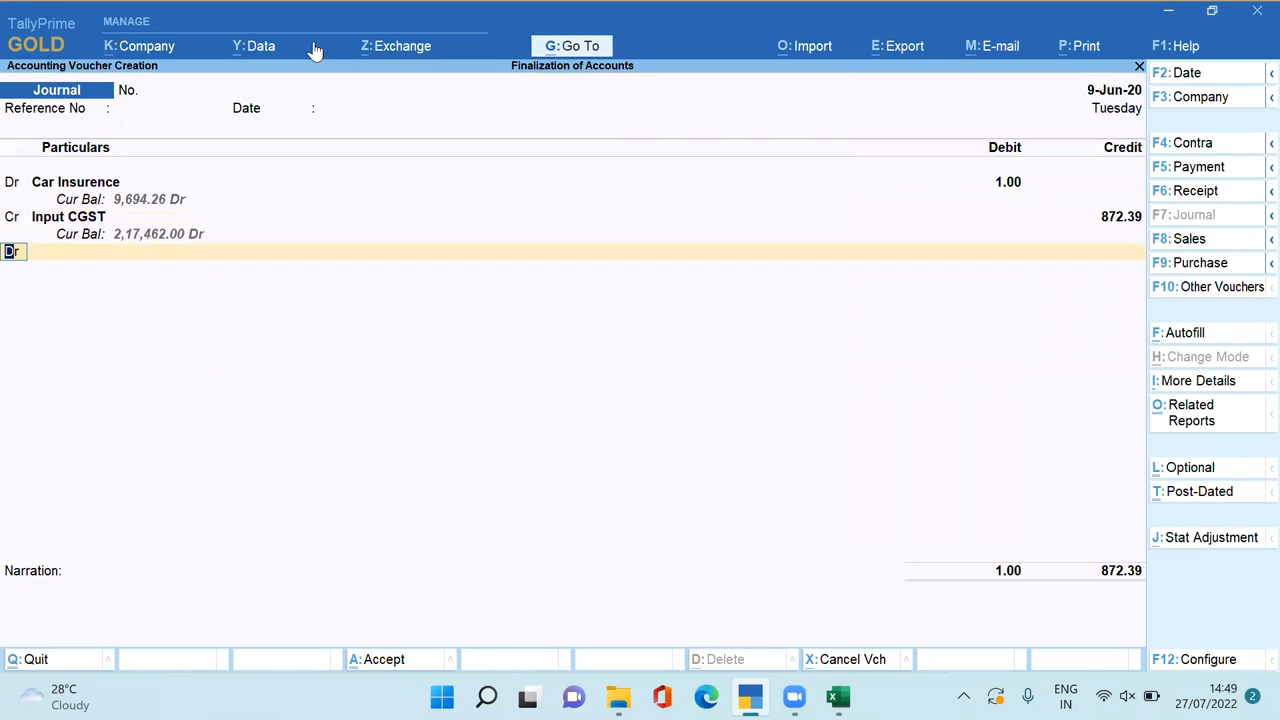 TallyPrime
GOLD
MANAGE
K: Company
Y: Data
Z: Exchange
G: Go To
O: Import
E: Export
M: E-mail
P: Print
F1: Help
Accounting Voucher Creation
Finalization of Accounts
Journal No.
9-Jun-20
Reference No :
Date :
Tuesday
Particulars
Debit
Credit
Dr Car Insurence 1.00
Cur Bal: 9,694.26 Dr
Cr Input CGST 872.39
Cur Bal: 2,17,462.00 Dr
Dr
Narration:
1.00
872.39
F2: Date
F3: Company
F4: Contra
F5: Payment
F6: Receipt
F7: Journal
F8: Sales
F9: Purchase
F10: Other Vouchers
F: Autofill
H: Change Mode
I: More Details
O: Related
Reports
L: Optional
T: Post-Dated
J: Stat Adjustment
F12: Configure
Q: Quit
A: Accept
D: Delete
X: Cancel Vch
28°C
Cloudy
ENG
IN
14:49
27/07/2022
2